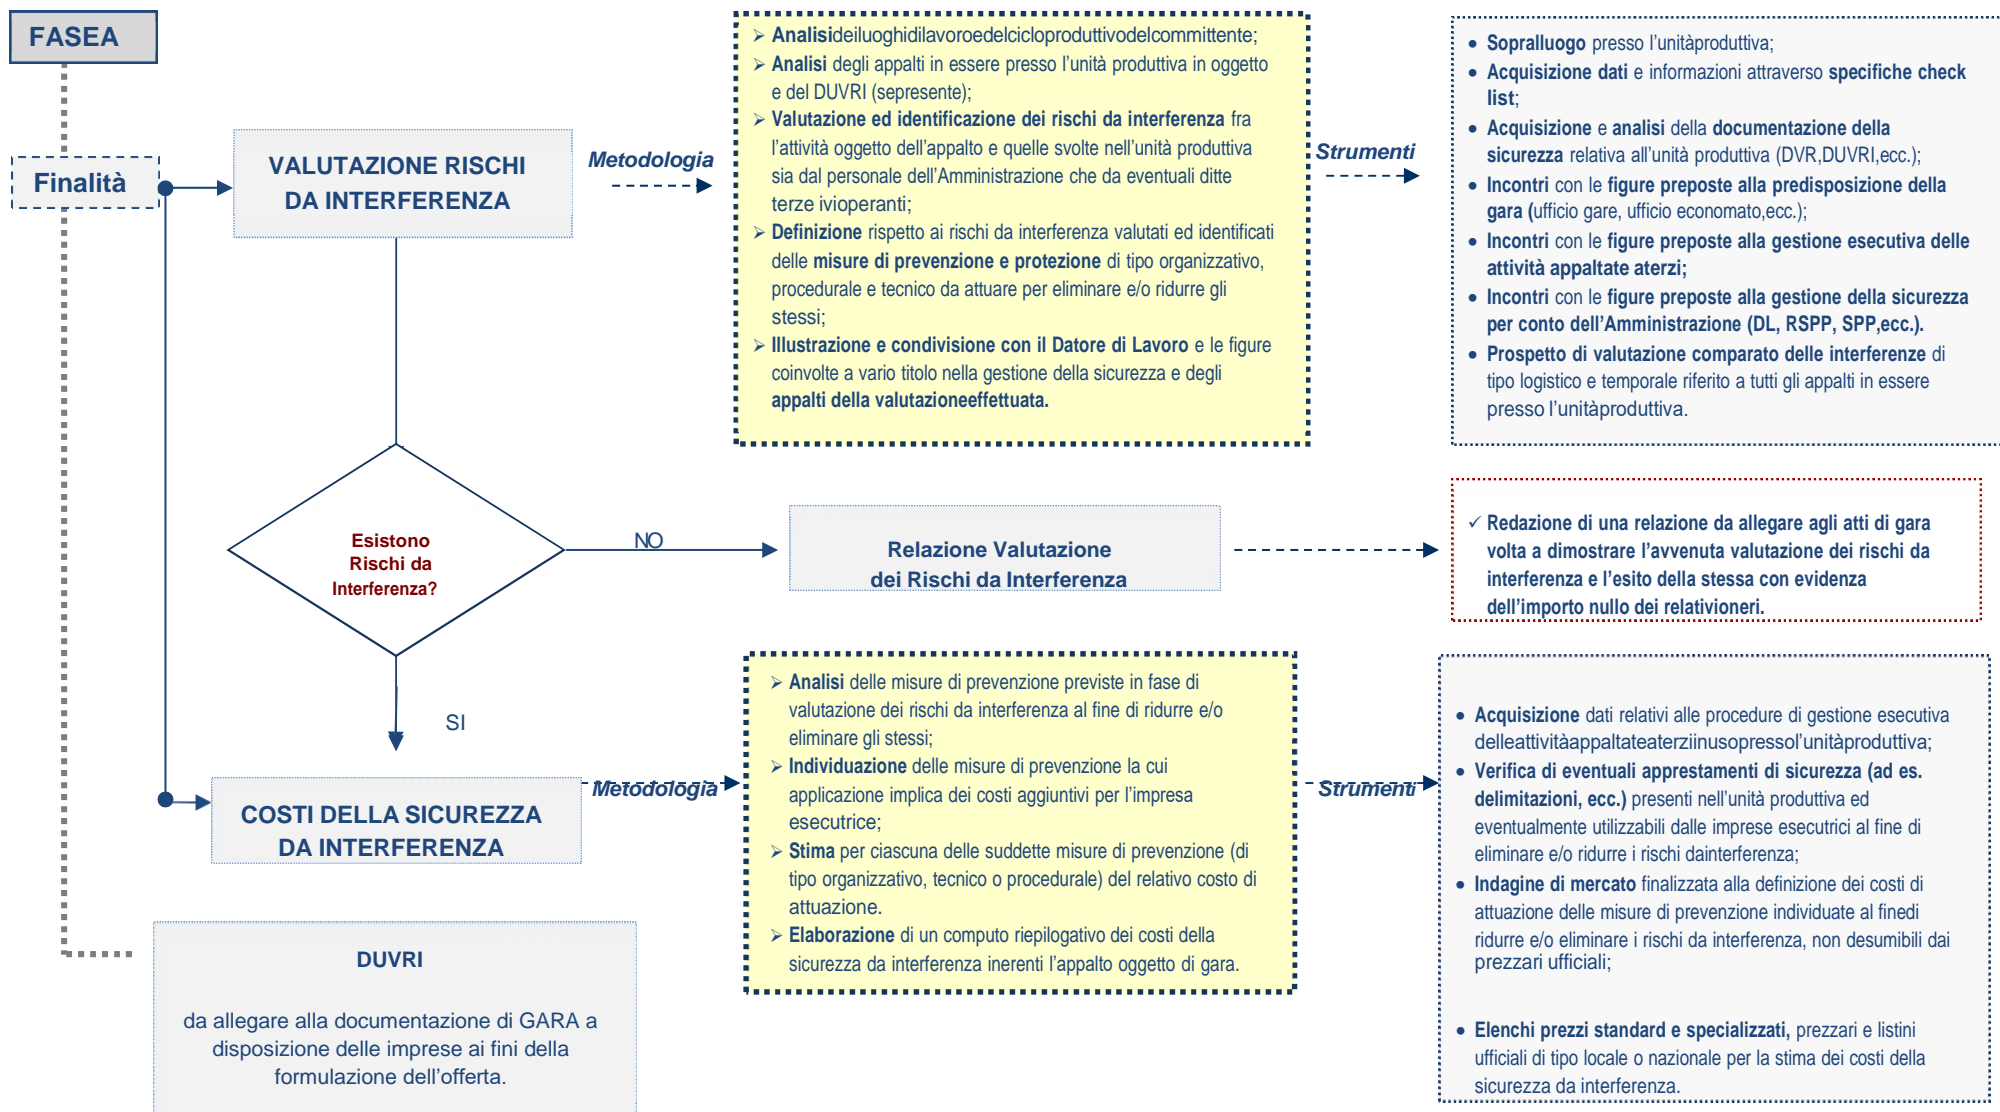 FASEA
Finalità
VALUTAZIONE RISCHI
DA INTERFERENZA
Metodologia
➢ Analisideiluoghidilavoroedelcicloproduttivodelcommittente;
➢ Analisi degli appalti in essere presso l’unità produttiva in oggetto
e del DUVRI (sepresente);
➢ Valutazione ed identificazione dei rischi da interferenza fra
l’attività oggetto dell’appalto e quelle svolte nell’unità produttiva
sia dal personale dell’Amministrazione che da eventuali ditte
terze ivioperanti;
➢ Definizione rispetto ai rischi da interferenza valutati ed identificati
delle misure di prevenzione e protezione di tipo organizzativo,
procedurale e tecnico da attuare per eliminare e/o ridurre gli
stessi;
➢ Illustrazione e condivisione con il Datore di Lavoro e le figure
coinvolte a vario titolo nella gestione della sicurezza e degli
appalti della valutazioneeffettuata.
Strumenti
• Sopralluogo presso l’unitàproduttiva;
• Acquisizione dati e informazioni attraverso specifiche check
list;
• Acquisizione e analisi della documentazione della
sicurezza relativa all’unità produttiva (DVR,DUVRI,ecc.);
• Incontri con le figure preposte alla predisposizione della
gara (ufficio gare, ufficio economato,ecc.);
• Incontri con le figure preposte alla gestione esecutiva delle
attività appaltate aterzi;
• Incontri con le figure preposte alla gestione della sicurezza
per conto dell’Amministrazione (DL, RSPP, SPP,ecc.).
• Prospetto di valutazione comparato delle interferenze di
tipo logistico e temporale riferito a tutti gli appalti in essere
presso l’unitàproduttiva.
Esistono
Rischi da
Interferenza?
NO
Relazione Valutazione
dei Rischi da Interferenza
✓ Redazione di una relazione da allegare agli atti di gara
volta a dimostrare l’avvenuta valutazione dei rischi da
interferenza e l’esito della stessa con evidenza
dell’importo nullo dei relativioneri.
SI
COSTI DELLA SICUREZZA
DA INTERFERENZA
Metodologia
➢ Analisi delle misure di prevenzione previste in fase di
valutazione dei rischi da interferenza al fine di ridurre e/o
eliminare gli stessi;
➢ Individuazione delle misure di prevenzione la cui
applicazione implica dei costi aggiuntivi per l’impresa
esecutrice;
➢ Stima per ciascuna delle suddette misure di prevenzione (di
tipo organizzativo, tecnico o procedurale) del relativo costo di
attuazione.
➢ Elaborazione di un computo riepilogativo dei costi della
sicurezza da interferenza inerenti l’appalto oggetto di gara.
Strumenti
• Acquisizione dati relativi alle procedure di gestione esecutiva
delleattivitàappaltateaterziinusopressol’unitàproduttiva;
• Verifica di eventuali apprestamenti di sicurezza (ad es.
delimitazioni, ecc.) presenti nell’unità produttiva ed
eventualmente utilizzabili dalle imprese esecutrici al fine di
eliminare e/o ridurre i rischi dainterferenza;
• Indagine di mercato finalizzata alla definizione dei costi di
attuazione delle misure di prevenzione individuate al finedi
ridurre e/o eliminare i rischi da interferenza, non desumibili dai
prezzari ufficiali;
• Elenchi prezzi standard e specializzati, prezzari e listini
ufficiali di tipo locale o nazionale per la stima dei costi della
sicurezza da interferenza.
DUVRI
da allegare alla documentazione di GARA a
disposizione delle imprese ai fini della
formulazione dell’offerta.